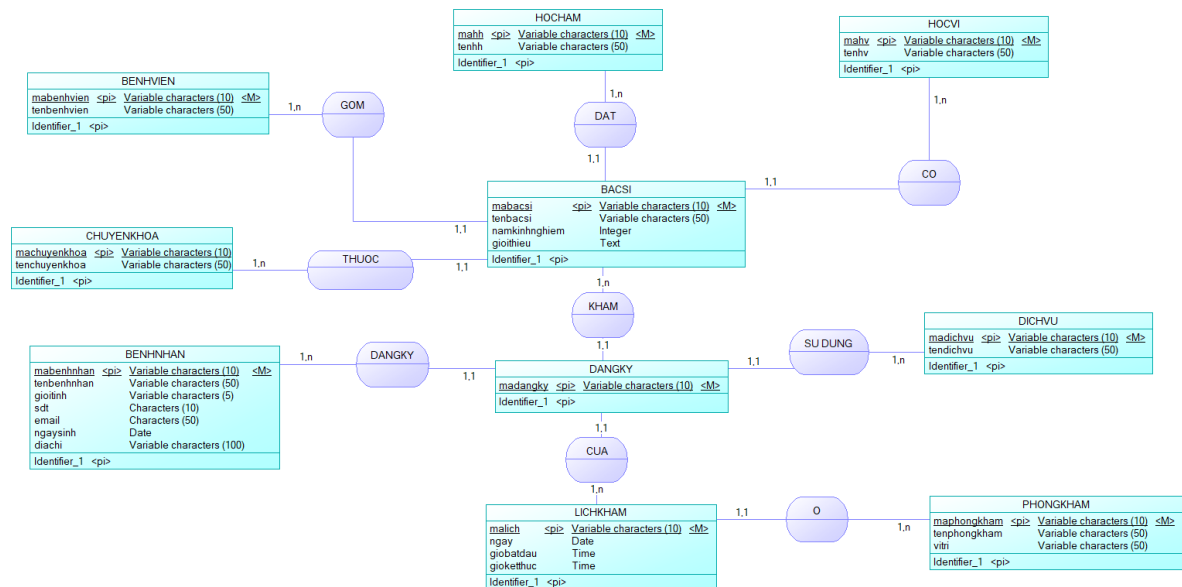 HOCHAM
mahh <pi> Variable characters (10) <M>
tenhh Variable characters (50)
Identifier_1 <pi>
HOCVI
mahv <pi> Variable characters (10) <M>
tenhv Variable characters (50)
Identifier_1 <pi>
BENHVIEN
mabenhvien <pi> Variable characters (10) <M>
tenbenhvien Variable characters (50)
Identifier_1 <pi>
1,n
GOM
1,1
1,n
DAT
1,1
1,n
CO
1,1
BACSI
mabacsi <pi> Variable characters (10) <M>
tenbacsi Variable characters (50)
namkinhnghiem Integer
gioithieu Text
Identifier_1 <pi>
CHUYENKHOA
machuyenkhoa <pi> Variable characters (10)
tenchuyenkhoa Variable characters (50)
Identifier_1 <pi>
1,n
THUOC
1,1
1,n
KHAM
1,1
BENHNHAN
mabenhnhan <pi> Variable characters (10) <M>
tenbenhnhan Variable characters (50)
gioitinh Variable characters (5)
sdt Characters (10)
email Characters (50)
ngaysinh Date
diachi Variable characters (100)
Identifier_1 <pi>
1,n
DANGKY
1,1
DANGKY
madangky <pi> Variable characters (10) <M>
Identifier_1 <pi>
1,1
SU DUNG
1,n
DICHVU
madichvu <pi> Variable characters (10) <M>
tendichvu Variable characters (50)
Identifier_1 <pi>
1,1
CUA
1,n
LICHKHAM
malich <pi> Variable characters (10) <M>
ngay Date
giobatdau Time
gioketthuc Time
Identifier_1 <pi>
1,1
O
1,n
PHONGKHAM
maphongkham <pi> Variable characters (10) <M>
tenphongkham Variable characters (50)
vitri Variable characters (50)
Identifier_1 <pi>